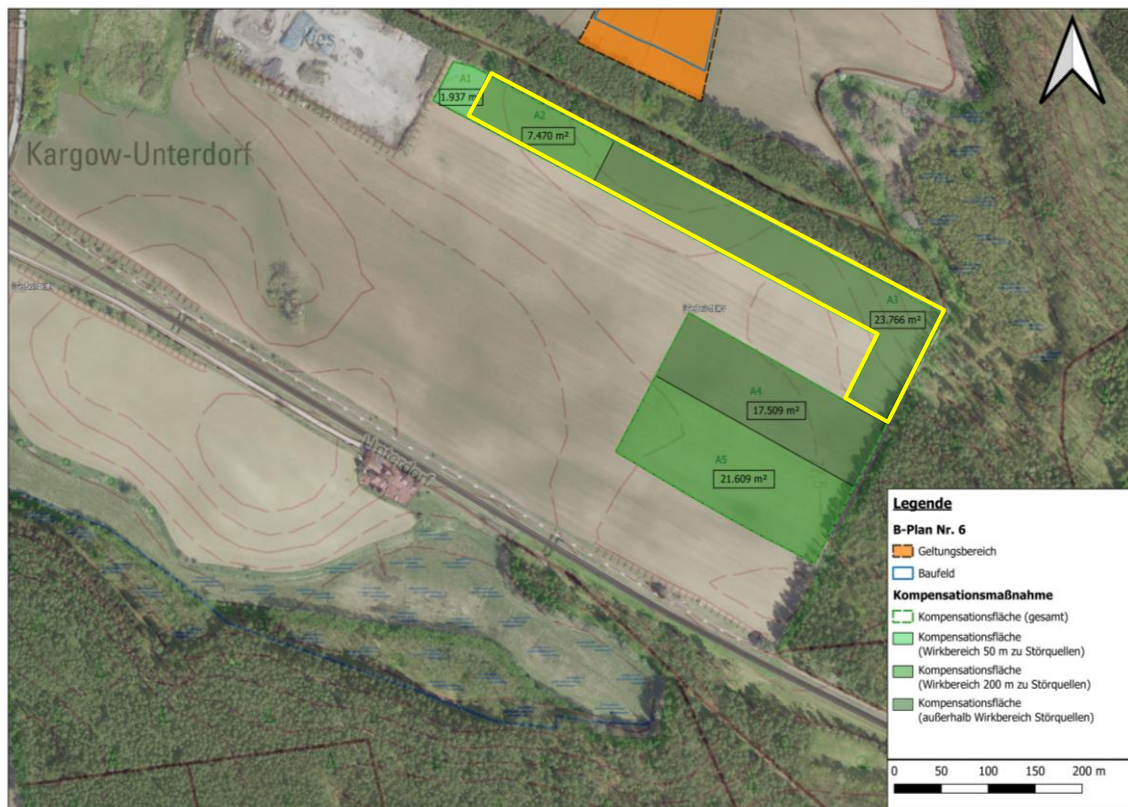 Kies
A1
1.937 m²
A2
7.470 m²
Kargow-Unterdorf
A3
23.766 m²
A4
17.509 m²
A5
21.609 m²
Unterdorf
Legende
B-Plan Nr. 6
Geltungsbereich
Baufeld
Kompensationsmaßnahme
Kompensationsfläche (gesamt)
Kompensationsfläche
(Wirkbereich 50 m zu Störquellen)
Kompensationsfläche
(Wirkbereich 200 m zu Störquellen)
Kompensationsfläche
(außerhalb Wirkbereich Störquellen)
0 50 100 150 200 m